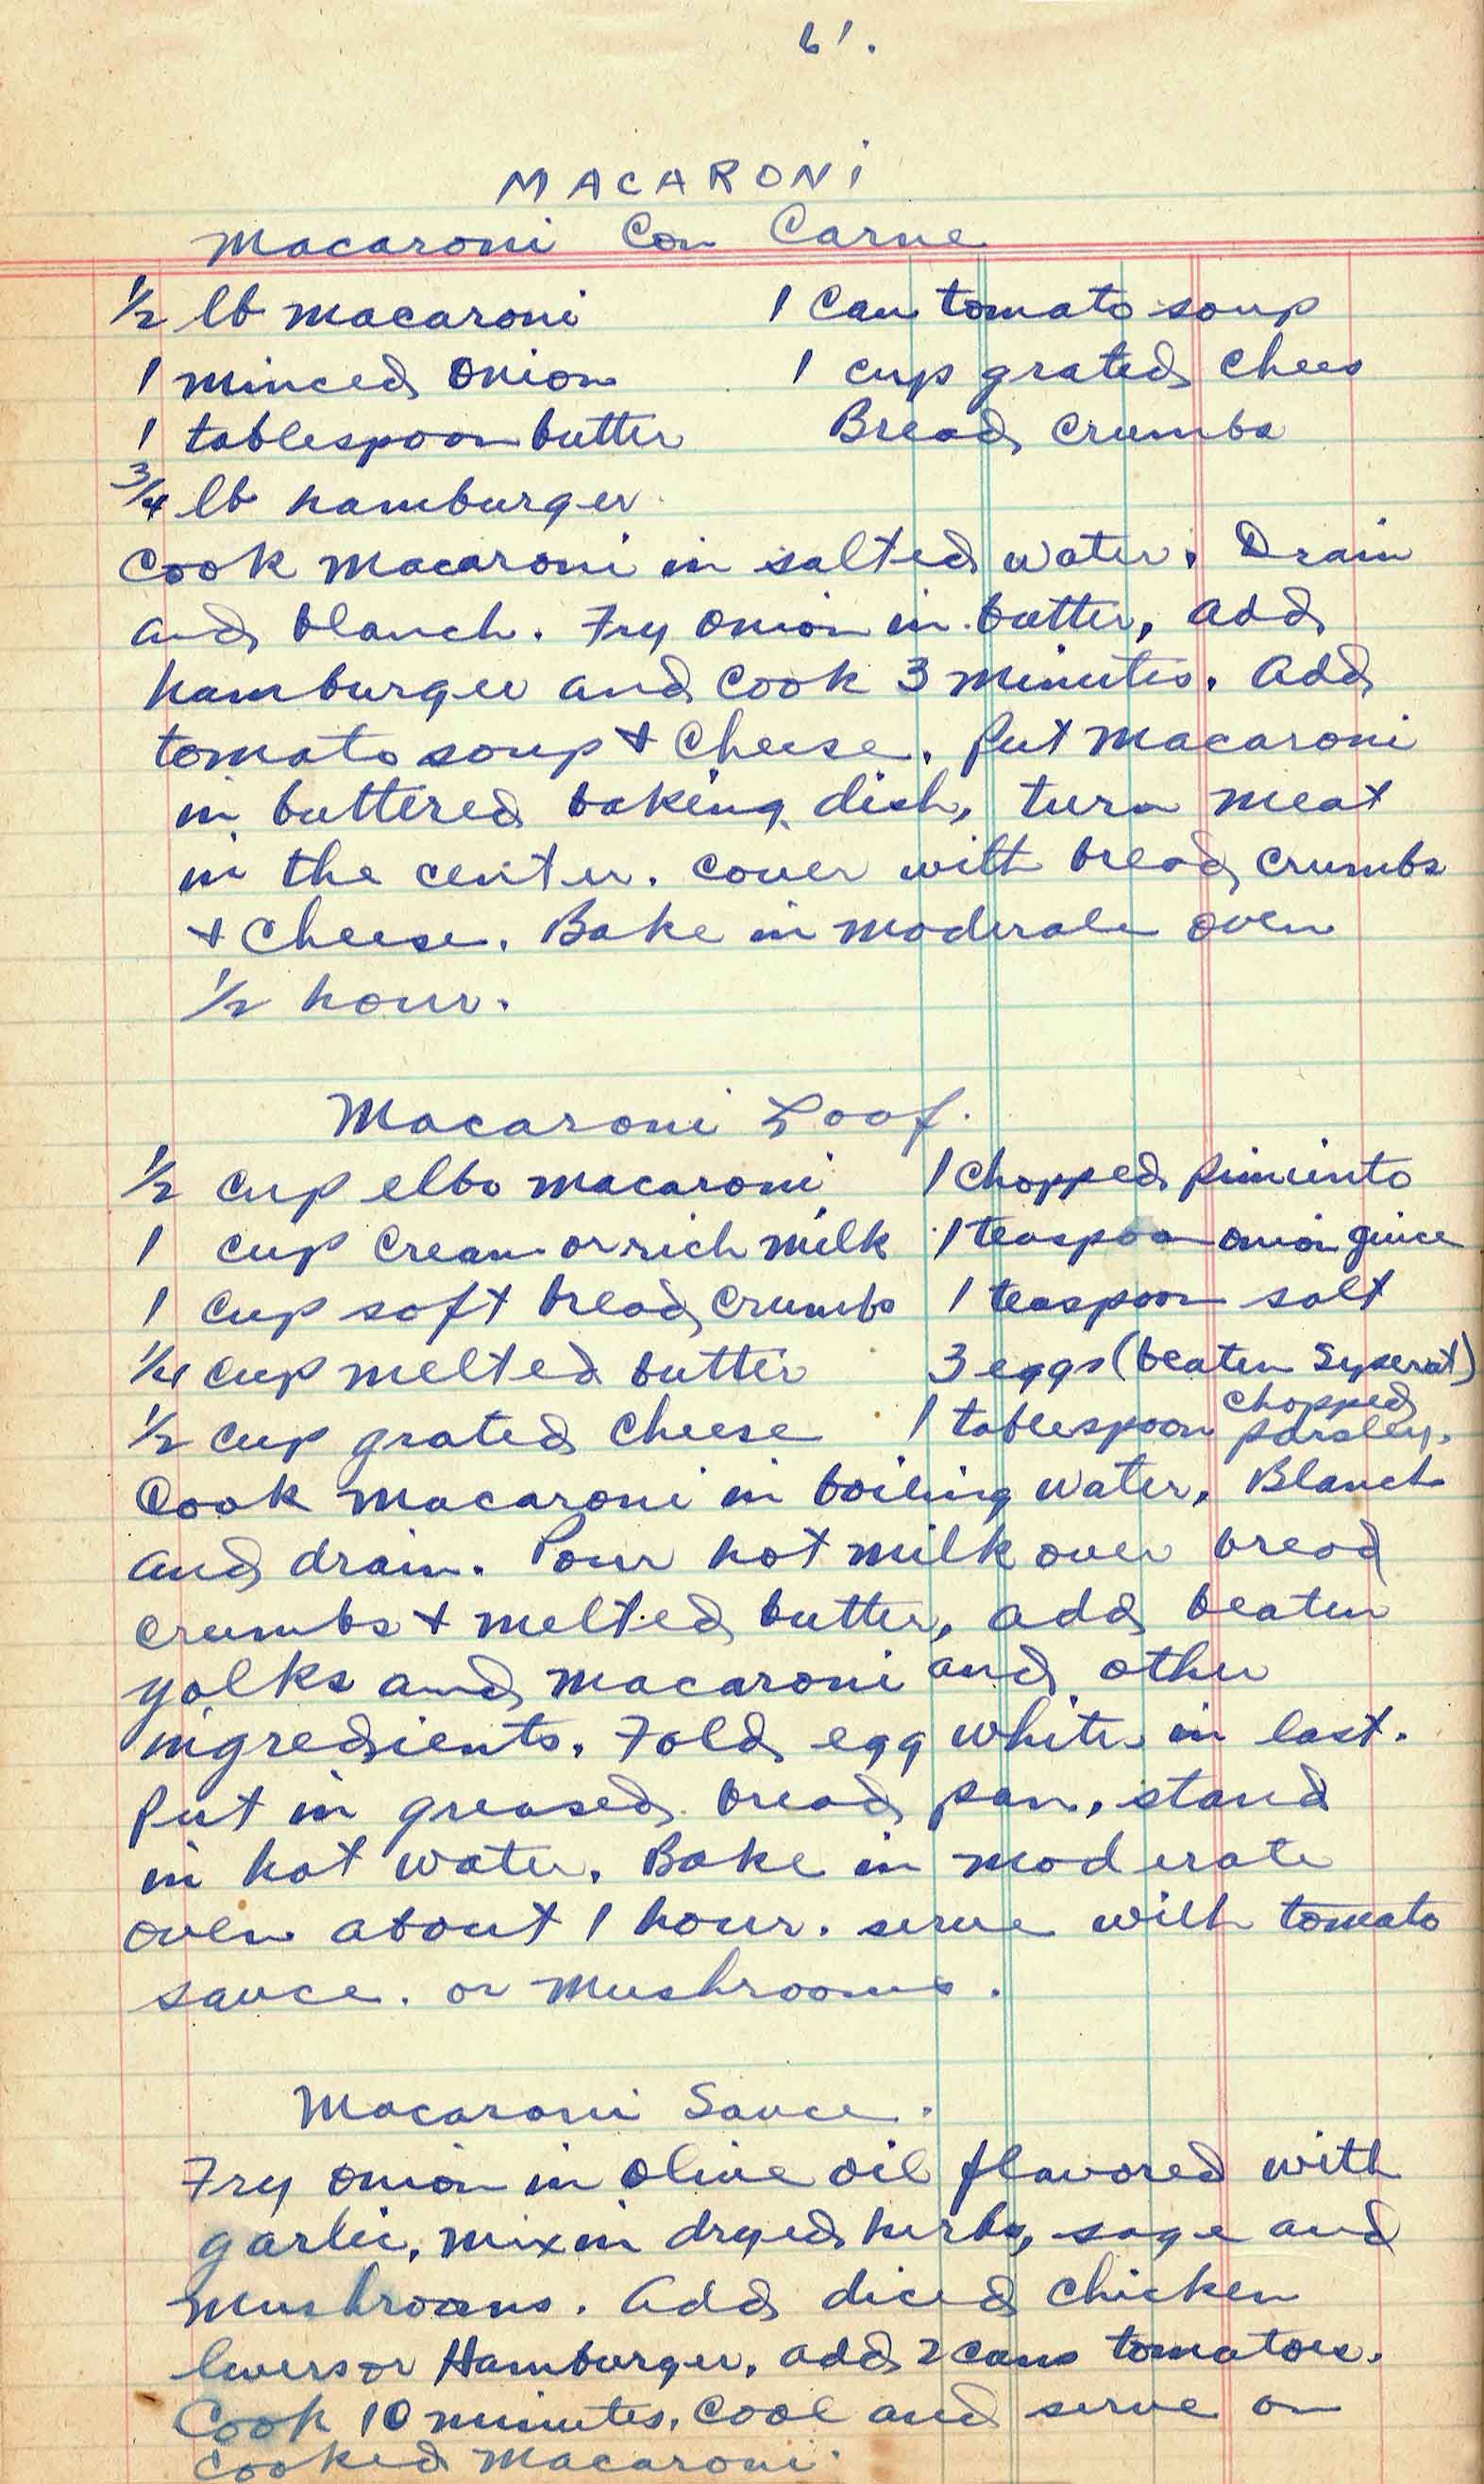 61.
MACARONi
Macaroni Con Carne
1/2 lb macaroni 1 Can tomato soup
1 minced onion 1 cup grated chees
1 tablespoon butter Bread crumbs
3/4 lb hamburger
Cook macaroni in salted water. Drain
and blanch. Fry onion in butter, add
hamburger and cook 3 minutes. Add
tomato soup + Cheese. Put macaroni
in buttered baking dish, turn meat
in the center. Cover with bread crumbs
+ Cheese. Bake in moderate oven
1/2 hour.
Macaroni Loaf.
1/2 cup elbo macaroni 1 chopped pimiento
1 cup cream or rich milk 1 teaspoon onion guice
1 cup soft bread crumbs 1 teaspoon salt
1/4 cup melted butter 3 eggs (beaten Syperat)
1/2 cup grated cheese 1 tablespoon chopped parsley.
Cook macaroni in boiling water. Blanch
and drain. Pour hot milk over bread
crumbs + melted butter, add beaten
yolks and macaroni and other
ingredients. Fold egg whites in last.
Put in greased bread pan, stand
in hot water. Bake in moderate
oven about 1 hour. serve with tomato
sauce. or mushrooms.
Macaroni Sauce.
Fry onion in olive oil flavored with
garlic, mix in dryed herbs, sage and
mushrooms. Add diced chicken
livers or Hamburger. add 2 cans tomatoes.
Cook 10 minutes. Cool and serve on
cooked macaroni.